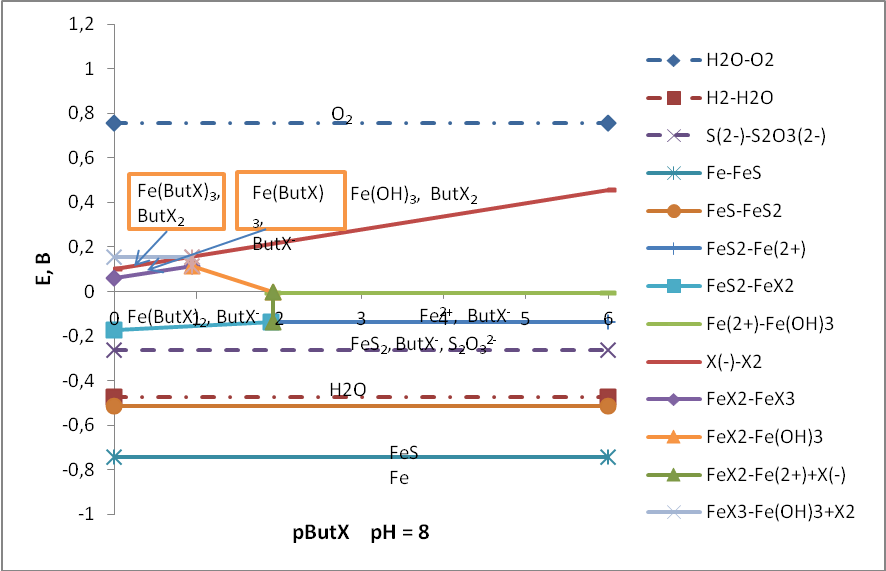 1,2
1
0,8
0,6
0,4
0,2
0
-0,2
-0,4
-0,6
-0,8
-1
E, В
O₂
Fe(ButX)₃,
ButX₂
Fe(ButX)
₃,
ButX⁻
Fe(OH)₃, ButX₂
0 1 2 3 4 5 6
Fe(ButX)₂, ButX⁻
Fe²⁺, ButX⁻
FeS₂, ButX⁻, S₂O₃²⁻
H2O
FeS
Fe
pButX pH = 8
H2O-O2
H2-H2O
S(2-)-S2O3(2-)
Fe-FeS
FeS-FeS2
FeS2-Fe(2+)
FeS2-FeX2
Fe(2+)-Fe(OH)3
X(-)-X2
FeX2-FeX3
FeX2-Fe(OH)3
FeX2-Fe(2+)+X(-)
FeX3-Fe(OH)3+X2